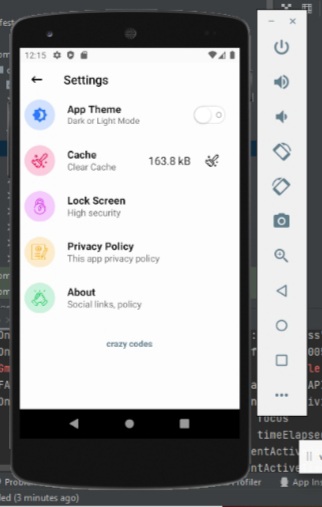 12:15
Settings
App Theme
Dark or Light Mode
Cache
Clear Cache
163.8 kB
Lock Screen
High security
Privacy Policy
This app privacy policy
About
Social links, policy
crazy codes
focus
timeElapse
entActiv
ntActive
Profiler
App Ins
(3 minutes ago)